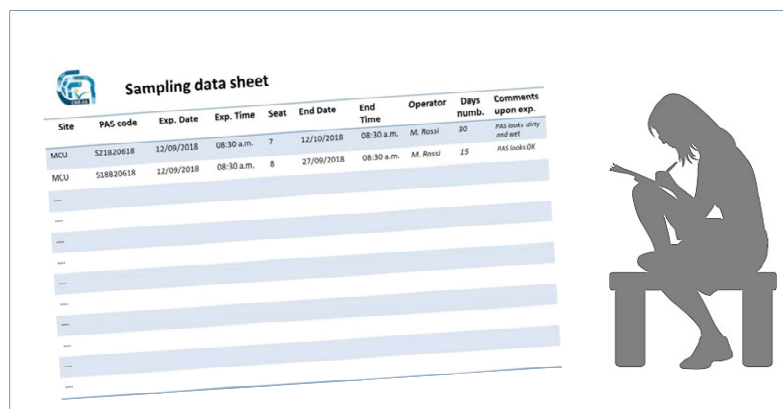 Sampling data sheet
Site PAS code Exp. Date Exp. Time Seat End Date End Time Operator Days numb. Comments upon exp.
MCU S21B20618 12/09/2018 08:30 a.m. 7 12/10/2018 08:30 a.m. M. Rossi 30 PAS looks dirty and wet
MCU S18B20618 12/09/2018 08:30 a.m. 8 27/09/2018 08:30 a.m. M. Rossi 15 PAS looks OK
....
....
....
....
....
....
....
....
....
....